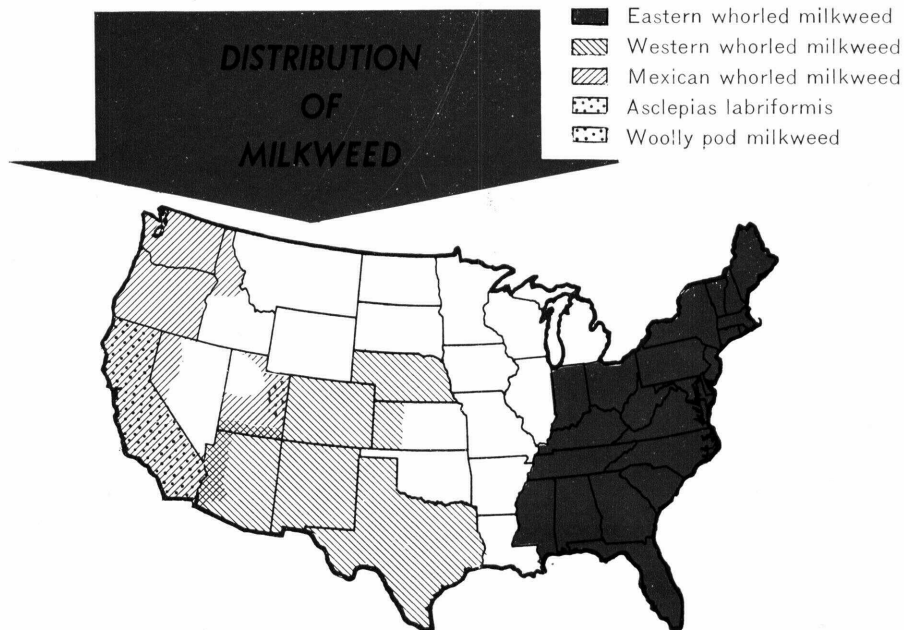 DISTRIBUTION
OF
MILKWEED
Eastern whorled milkweed
Western whorled milkweed
Mexican whorled milkweed
Asclepias labriformis
Woolly pod milkweed